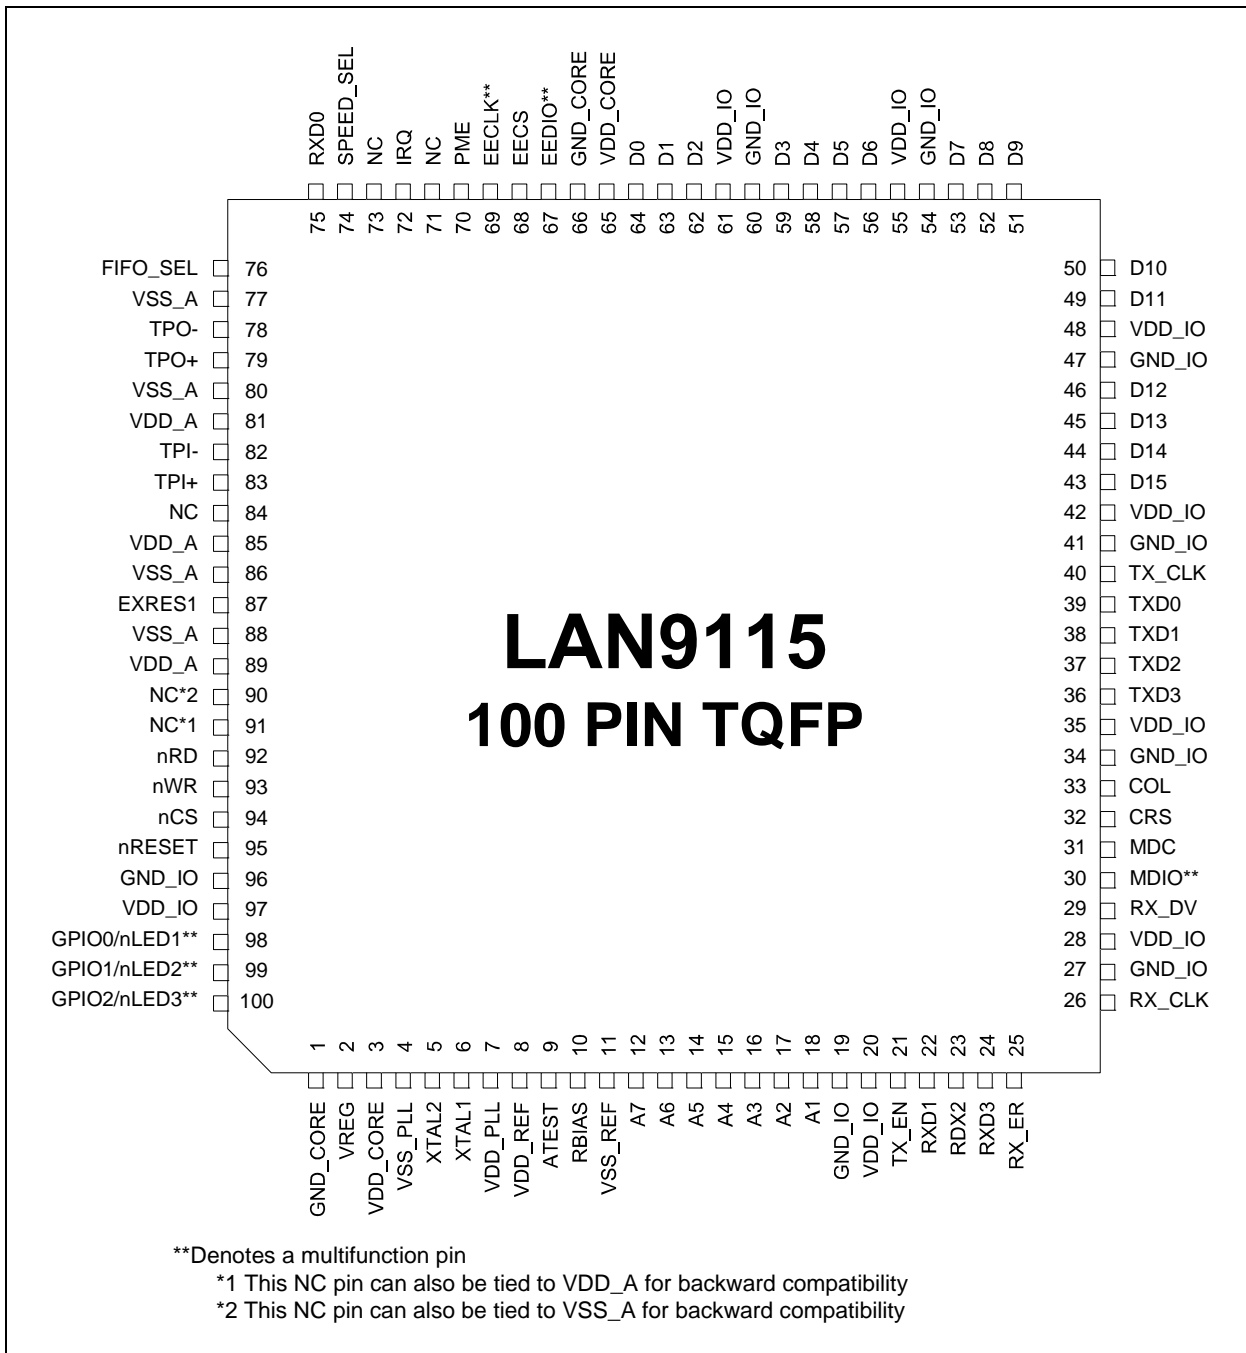 RXD0
SPEED_SEL
NC
IRQ
NC
PME
EECLK**
EECS
EEDIO**
GND_CORE
VDD_CORE
D0
D1
D2
VDD_IO
GND_IO
D3
D4
D5
D6
VDD_IO
GND_IO
D7
D8
D9
75
74
73
72
71
70
69
68
67
66
65
64
63
62
61
60
59
58
57
56
55
54
53
52
51
FIFO_SEL 76
VSS_A 77
TPO- 78
TPO+ 79
VSS_A 80
VDD_A 81
TPI- 82
TPI+ 83
NC 84
VDD_A 85
VSS_A 86
EXRES1 87
VSS_A 88
VDD_A 89
NC*2 90
NC*1 91
nRD 92
nWR 93
nCS 94
nRESET 95
GND_IO 96
VDD_IO 97
GPIO0/nLED1** 98
GPIO1/nLED2** 99
GPIO2/nLED3** 100
LAN9115
100 PIN TQFP
50 D10
49 D11
48 VDD_IO
47 GND_IO
46 D12
45 D13
44 D14
43 D15
42 VDD_IO
41 GND_IO
40 TX_CLK
39 TXD0
38 TXD1
37 TXD2
36 TXD3
35 VDD_IO
34 GND_IO
33 COL
32 CRS
31 MDC
30 MDIO**
29 RX_DV
28 VDD_IO
27 GND_IO
26 RX_CLK
1
2
3
4
5
6
7
8
9
10
11
12
13
14
15
16
17
18
19
20
21
22
23
24
25
GND_CORE
VREG
VDD_CORE
VSS_PLL
XTAL2
XTAL1
VDD_PLL
VDD_REF
ATEST
RBIAS
VSS_REF
A7
A6
A5
A4
A3
A2
A1
GND_IO
VDD_IO
TX_EN
RXD1
RDX2
RXD3
RX_ER
**Denotes a multifunction pin
*1 This NC pin can also be tied to VDD_A for backward compatibility
*2 This NC pin can also be tied to VSS_A for backward compatibility